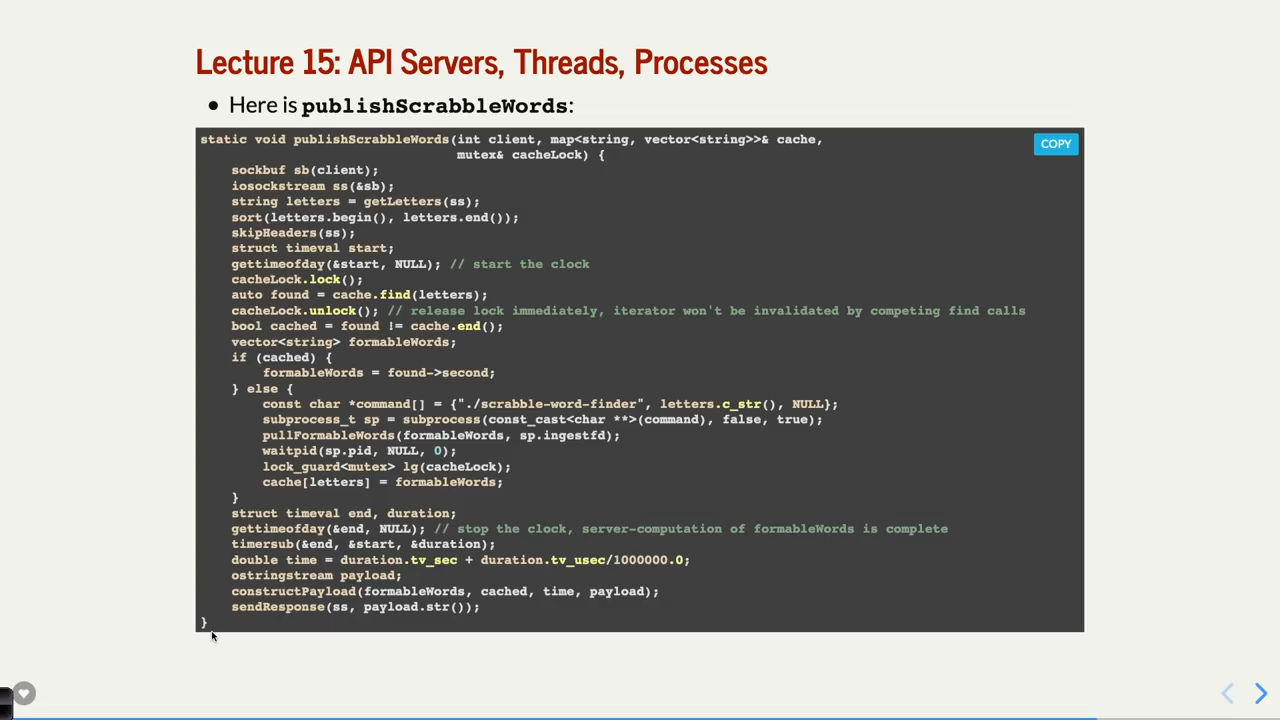 Lecture 15: API Servers, Threads, Processes
• Here is publishScrabbleWords:
COPY
static void publishScrabbleWords(int client, map<string, vector<string>>& cache,
                                 mutex& cacheLock) {
    sockbuf sb(client);
    iosockstream ss(&sb);
    string letters = getLetters(ss);
    sort(letters.begin(), letters.end());
    skipHeaders(ss);
    struct timeval start;
    gettimeofday(&start, NULL); // start the clock
    cacheLock.lock();
    auto found = cache.find(letters);
    cacheLock.unlock(); // release lock immediately, iterator won't be invalidated by competing find calls
    bool cached = found != cache.end();
    vector<string> formableWords;
    if (cached) {
        formableWords = found->second;
    } else {
        const char *command[] = {"./scrabble-word-finder", letters.c_str(), NULL};
        subprocess_t sp = subprocess(const_cast<char **>(command), false, true);
        pullFormableWords(formableWords, sp.ingestfd);
        waitpid(sp.pid, NULL, 0);
        lock_guard<mutex> lg(cacheLock);
        cache[letters] = formableWords;
    }
    struct timeval end, duration;
    gettimeofday(&end, NULL); // stop the clock, server-computation of formableWords is complete
    timersub(&end, &start, &duration);
    double time = duration.tv_sec + duration.tv_usec/1000000.0;
    ostringstream payload;
    constructPayload(formableWords, cached, time, payload);
    sendResponse(ss, payload.str());
}